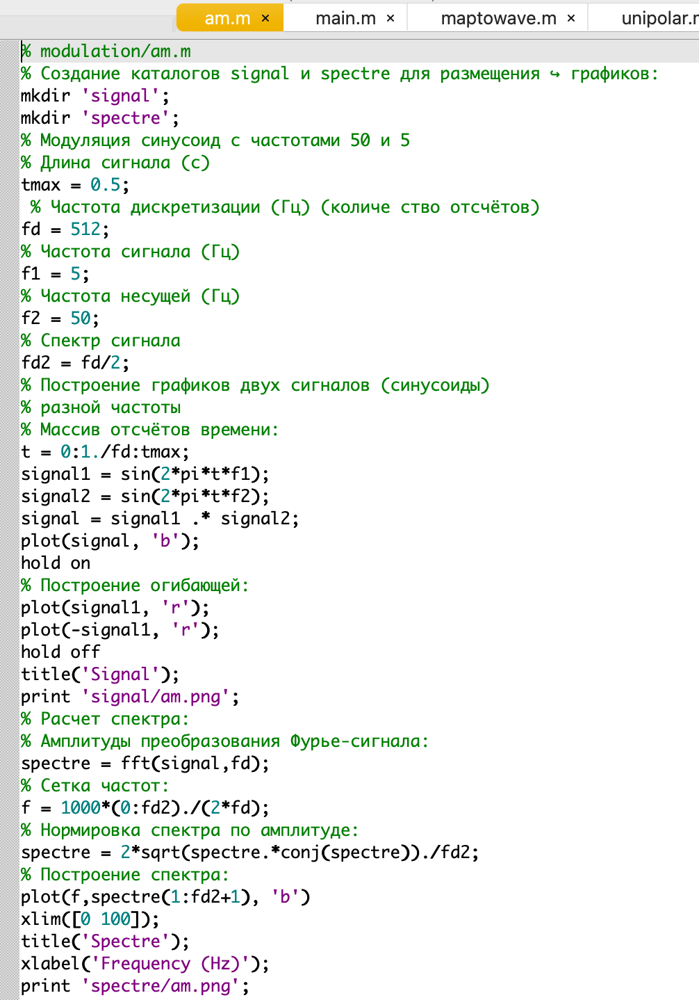 am.m × main.m × maptowave.m × unipolar.m
% modulation/am.m
% Создание каталогов signal и spectre для размещения ↪ графиков:
mkdir 'signal';
mkdir 'spectre';
% Модуляция синусоид с частотами 50 и 5
% Длина сигнала (с)
tmax = 0.5;
% Частота дискретизации (Гц) (количе ство отсчётов)
fd = 512;
% Частота сигнала (Гц)
f1 = 5;
% Частота несущей (Гц)
f2 = 50;
% Спектр сигнала
fd2 = fd/2;
% Построение графиков двух сигналов (синусоиды)
% разной частоты
% Массив отсчётов времени:
t = 0:1./fd:tmax;
signal1 = sin(2*pi*t*f1);
signal2 = sin(2*pi*t*f2);
signal = signal1 .* signal2;
plot(signal, 'b');
hold on
% Построение огибающей:
plot(signal1, 'r');
plot(-signal1, 'r');
hold off
title('Signal');
print 'signal/am.png';
% Расчет спектра:
% Амплитуды преобразования Фурье-сигнала:
spectre = fft(signal,fd);
% Сетка частот:
f = 1000*(0:fd2)./(2*fd);
% Нормировка спектра по амплитуде:
spectre = 2*sqrt(spectre.*conj(spectre))./fd2;
% Построение спектра:
plot(f,spectre(1:fd2+1), 'b')
xlim([0 100]);
title('Spectre');
xlabel('Frequency (Hz)');
print 'spectre/am.png';